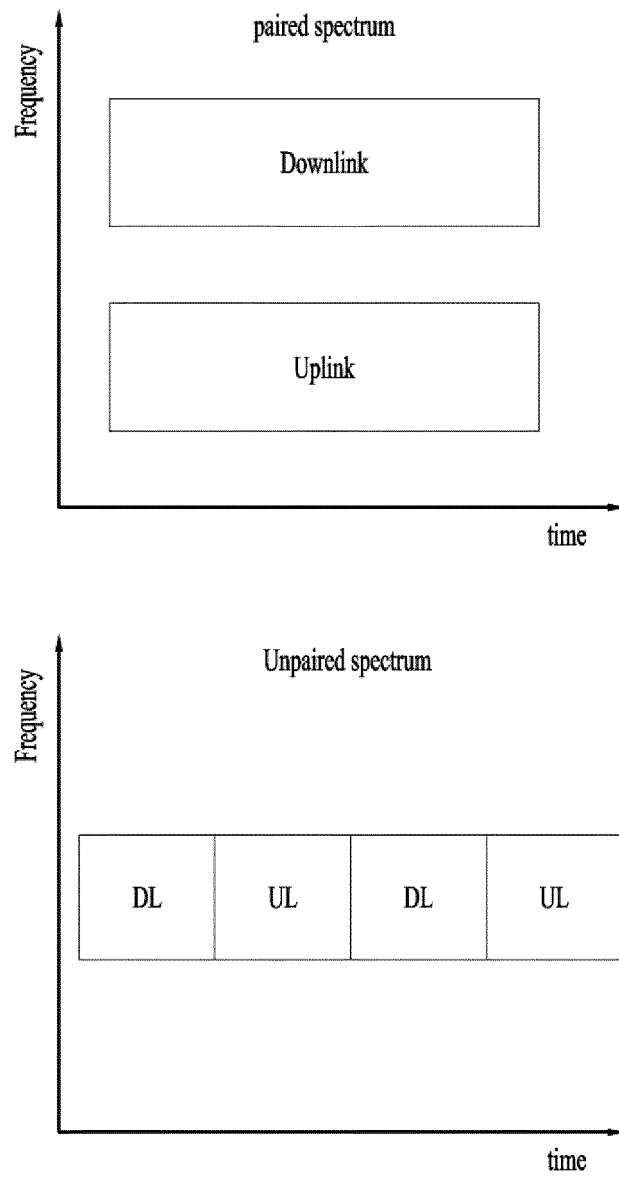 paired spectrum
Frequency
Downlink
Uplink
time
Unpaired spectrum
Frequency
DL UL DL UL
time